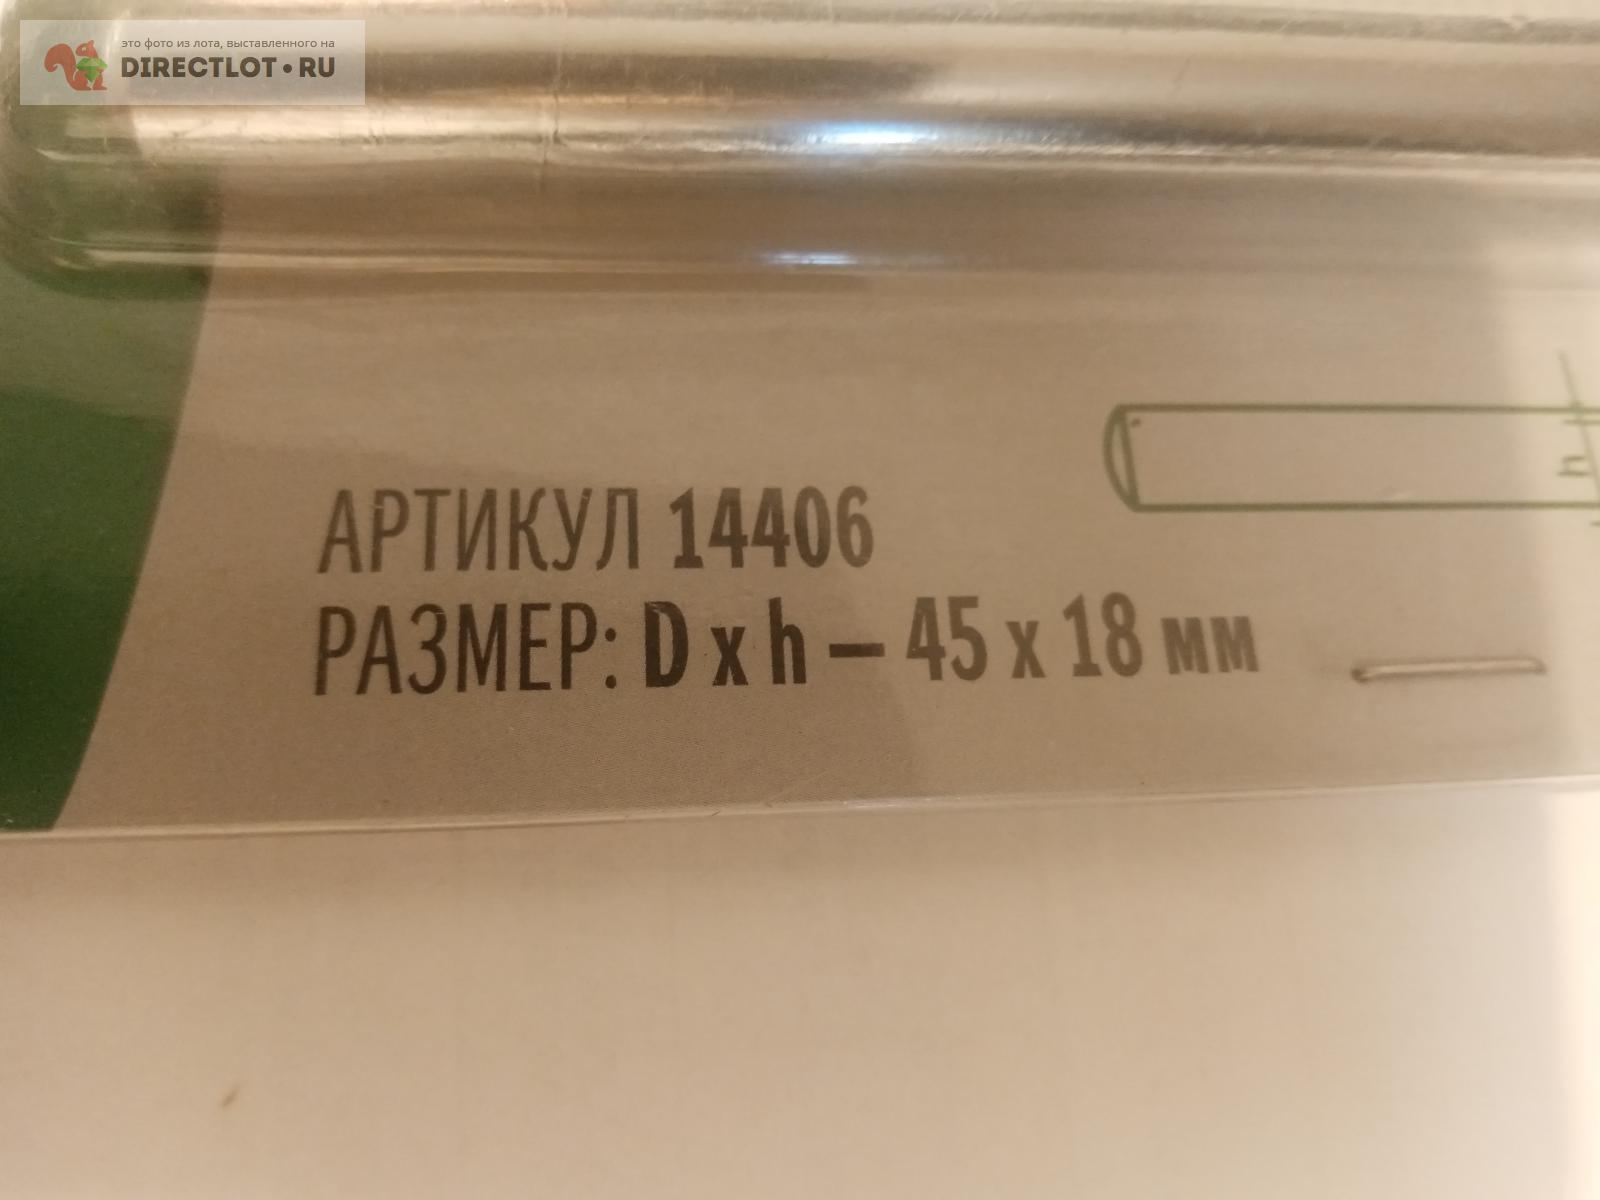 это фото из лота, выставленного на
DIRECTLOT•RU
h
АРТИКУЛ 14406
РАЗМЕР: D x h – 45 x 18 мм